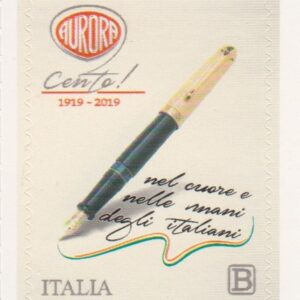 AURORA
Cento!
1919 - 2019
nel cuore e
nelle mani
degli italiani
ITALIA B